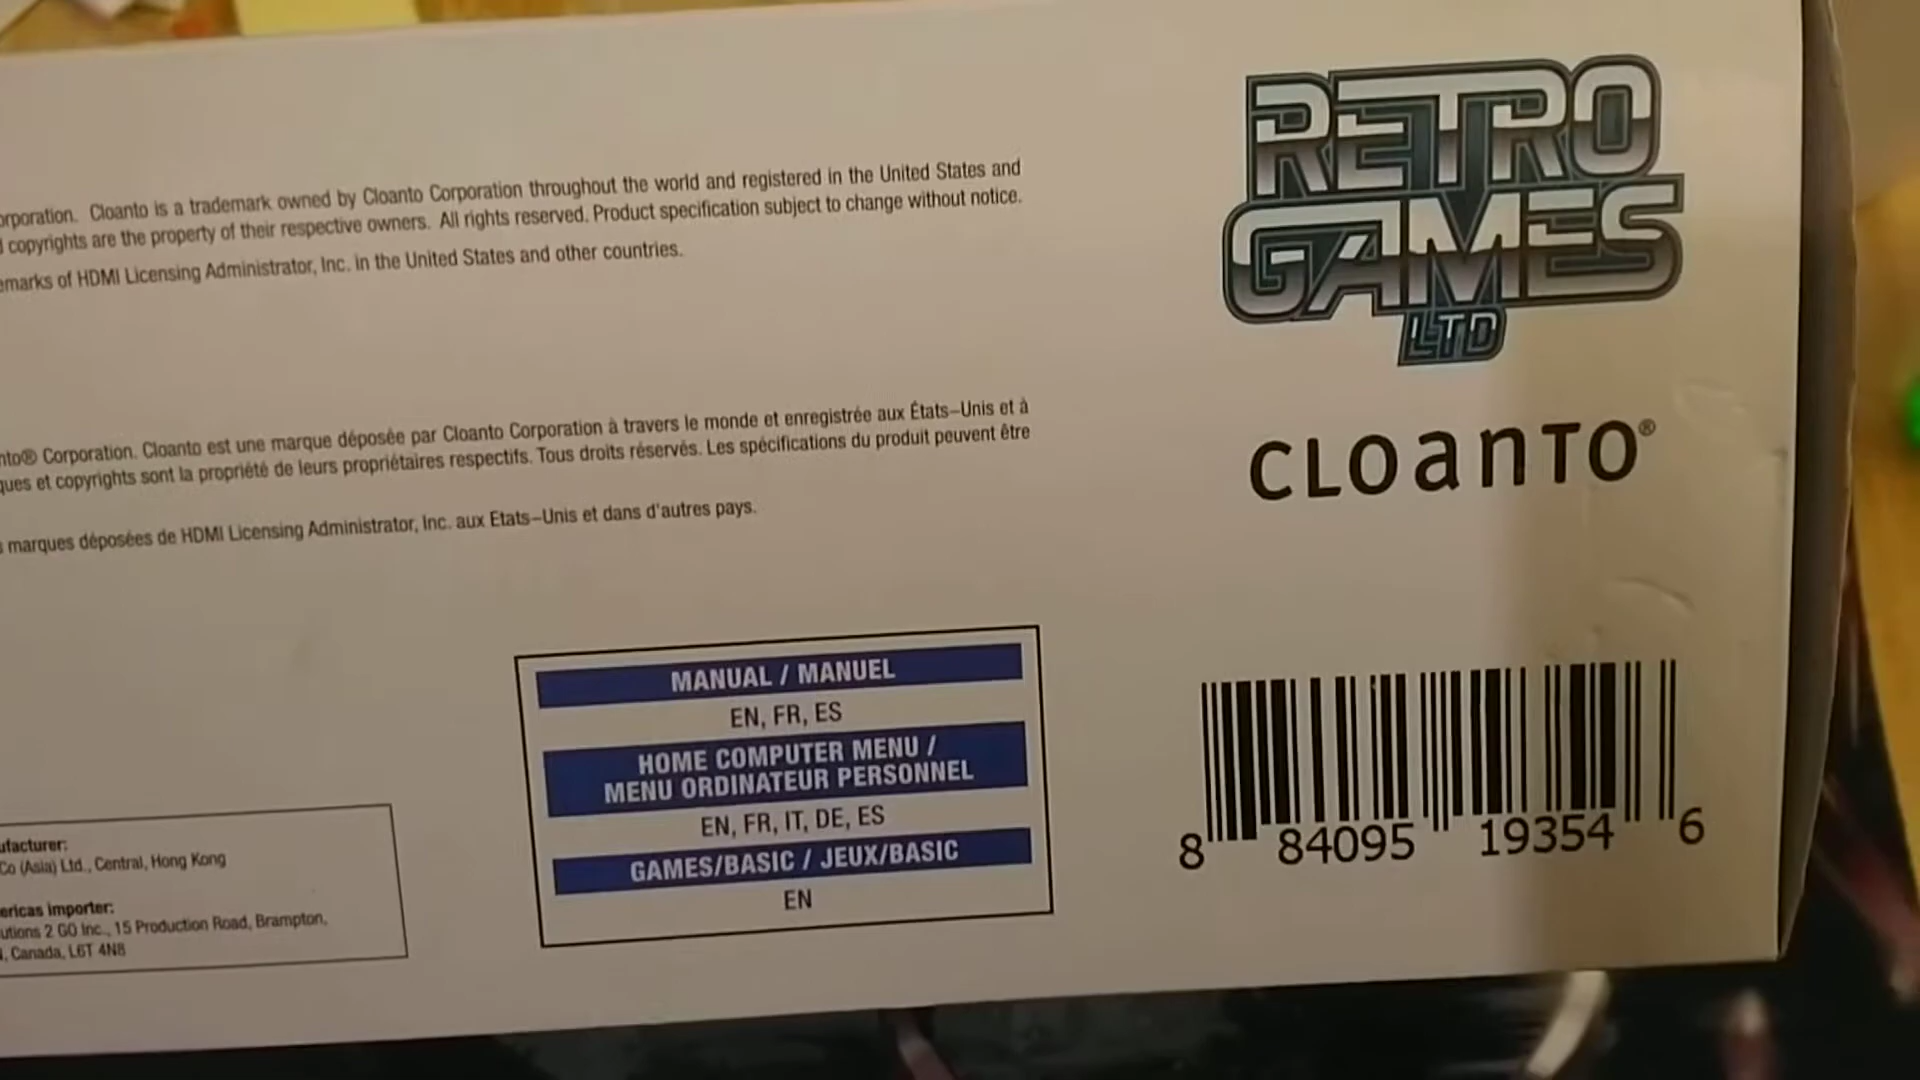 orporation. Cloanto is a trademark owned by Cloanto Corporation throughout the world and registered in the United States and
copyrights are the property of their respective owners. All rights reserved. Product specification subject to change without notice.
emarks of HDMI Licensing Administrator, Inc. in the United States and other countries.
nto® Corporation. Cloanto est une marque déposée par Cloanto Corporation à travers le monde et enregistrée aux États–Unis et à
ques et copyrights sont la propriété de leurs propriétaires respectifs. Tous droits réservés. Les spécifications du produit peuvent être
marques déposées de HDMI Licensing Administrator, Inc. aux Etats–Unis et dans d'autres pays.
RETRO
GAMES
LTD
CLOANTO®
ufacturer:
Co (Asia) Ltd., Central, Hong Kong
ericas importer:
utions 2 GO Inc., 15 Production Road, Brampton,
, Canada, L6T 4N8
MANUAL / MANUEL
EN, FR, ES
HOME COMPUTER MENU /
MENU ORDINATEUR PERSONNEL
EN, FR, IT, DE, ES
GAMES/BASIC / JEUX/BASIC
EN
8 84095 19354 6